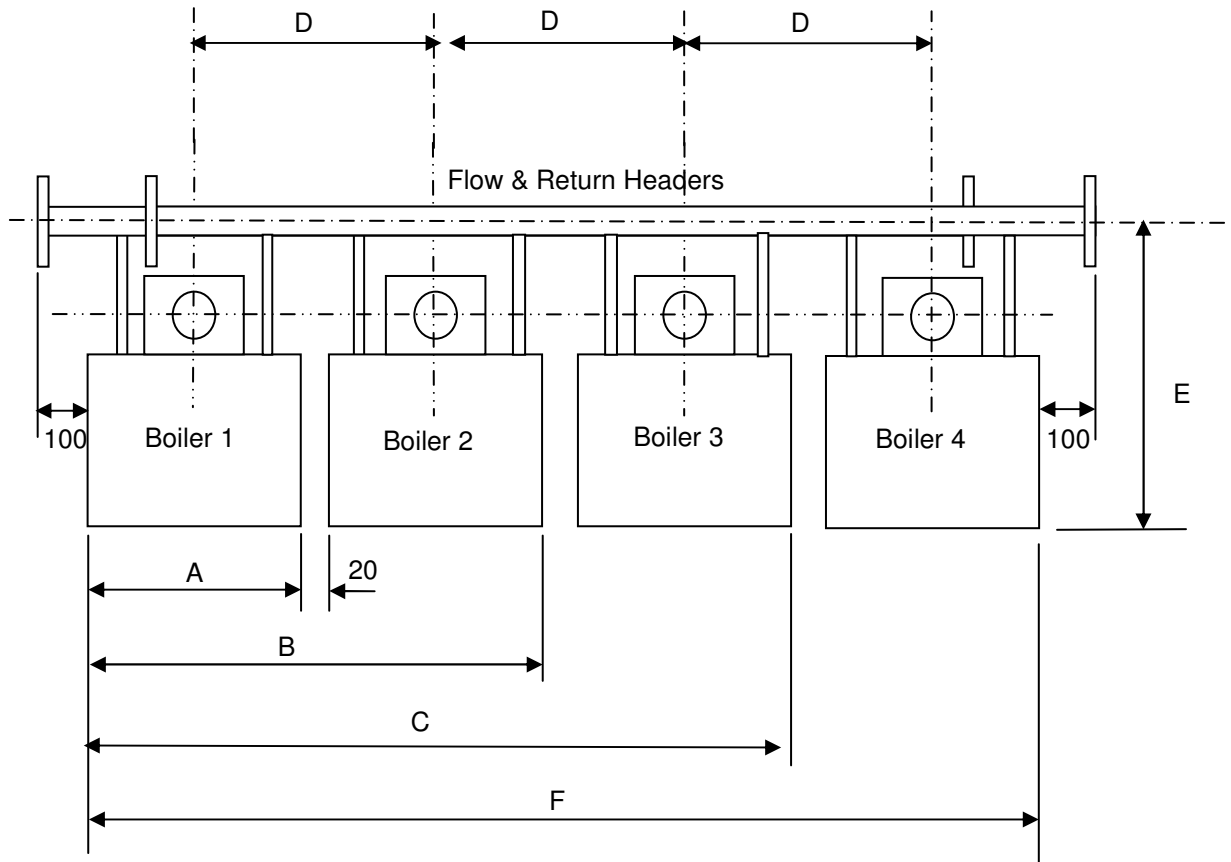 D
D
D
Flow & Return Headers
100
Boiler 1
Boiler 2
Boiler 3
Boiler 4
100
E
A
20
B
C
F